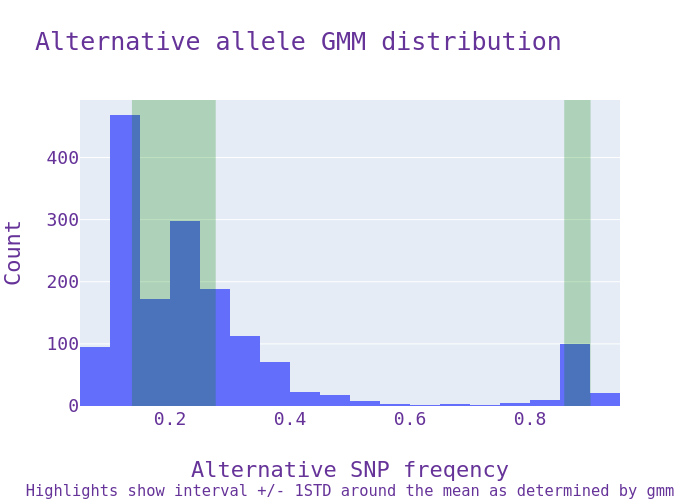 Alternative allele GMM distribution
Count
400
300
200
100
0
0.2
0.4
0.6
0.8
Alternative SNP freqency
Highlights show interval +/- 1STD around the mean as determined by gmm